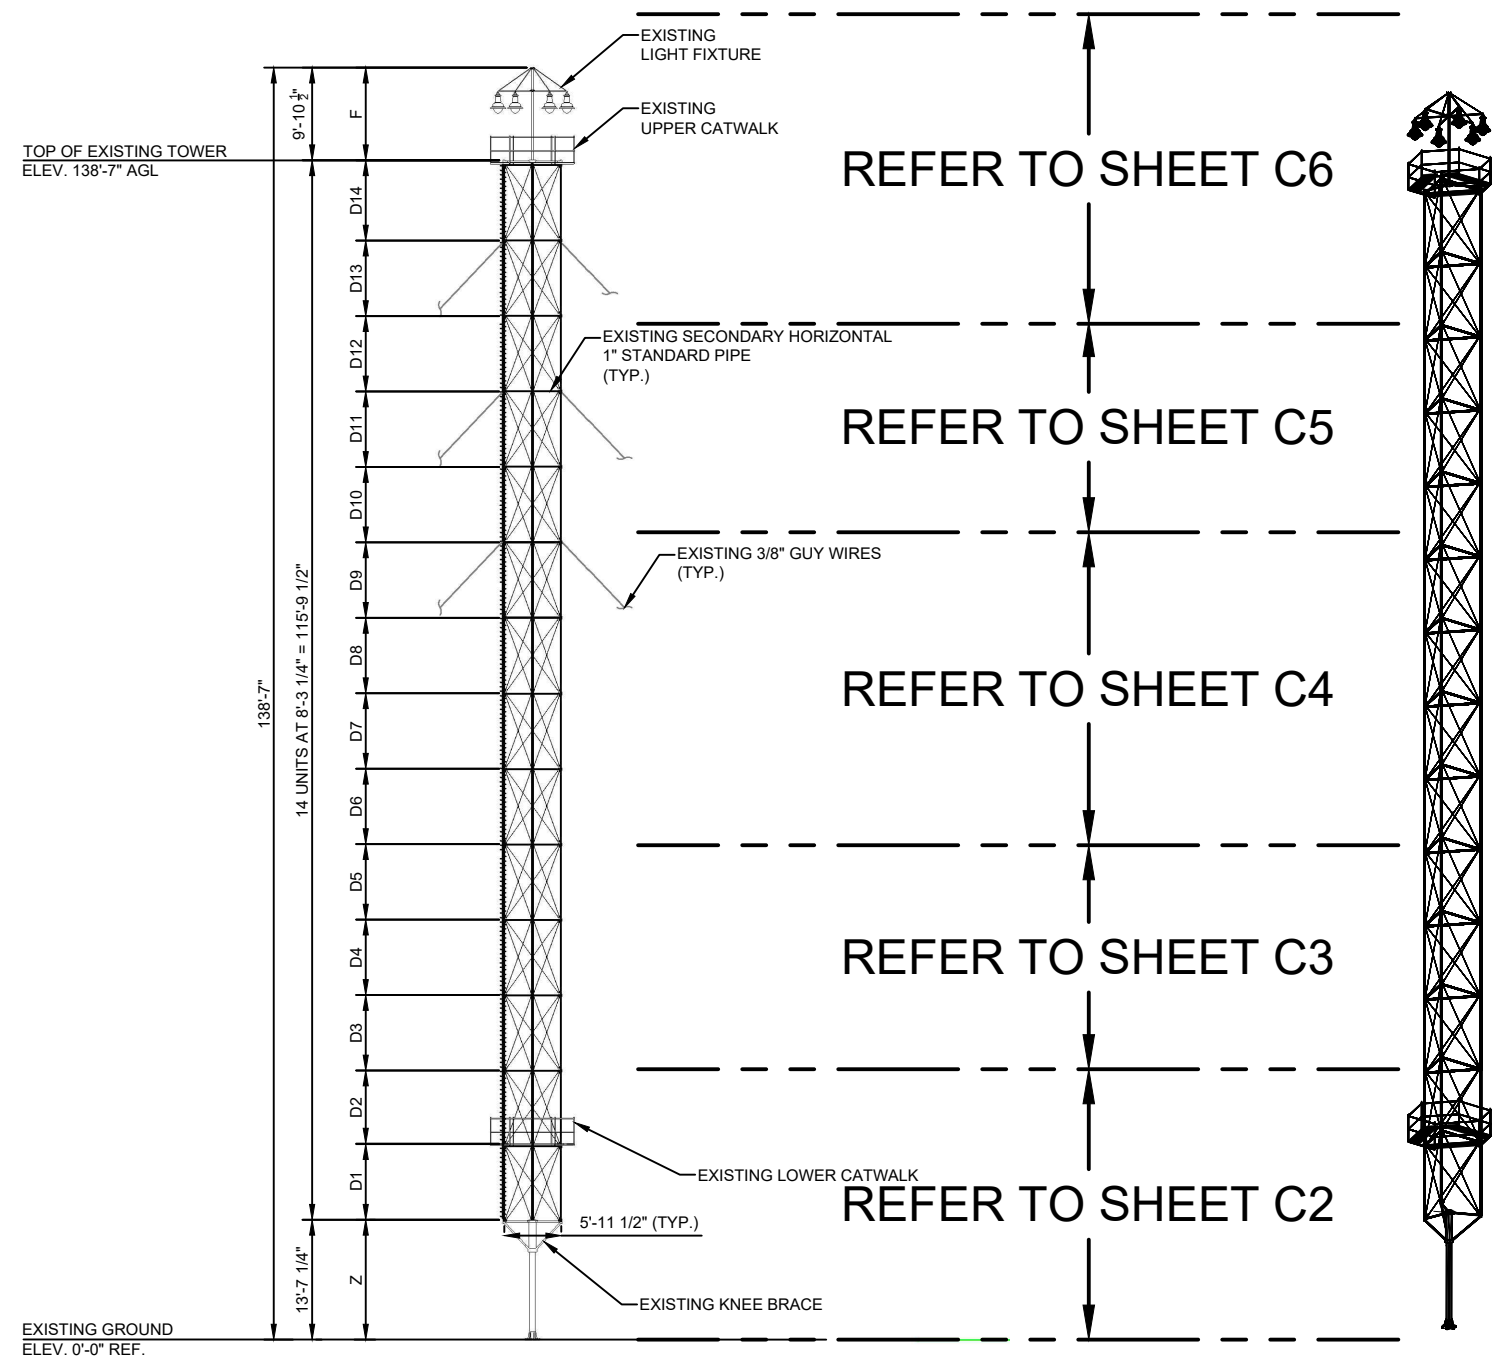 EXISTING
LIGHT FIXTURE
9'-10 1/2"
F
EXISTING
UPPER CATWALK
TOP OF EXISTING TOWER
ELEV. 138'-7" AGL
REFER TO SHEET C6
D14
D13
EXISTING SECONDARY HORIZONTAL
1" STANDARD PIPE
(TYP.)
D12
D11
REFER TO SHEET C5
D10
EXISTING 3/8" GUY WIRES
(TYP.)
D9
138'-7"
14 UNITS AT 8'-3 1/4" = 115'-9 1/2"
D8
REFER TO SHEET C4
D7
D6
D5
D4
REFER TO SHEET C3
D3
D2
D1
EXISTING LOWER CATWALK
REFER TO SHEET C2
5'-11 1/2" (TYP.)
13'-7 1/4"
Z
EXISTING KNEE BRACE
EXISTING GROUND
ELEV. 0'-0" REF.